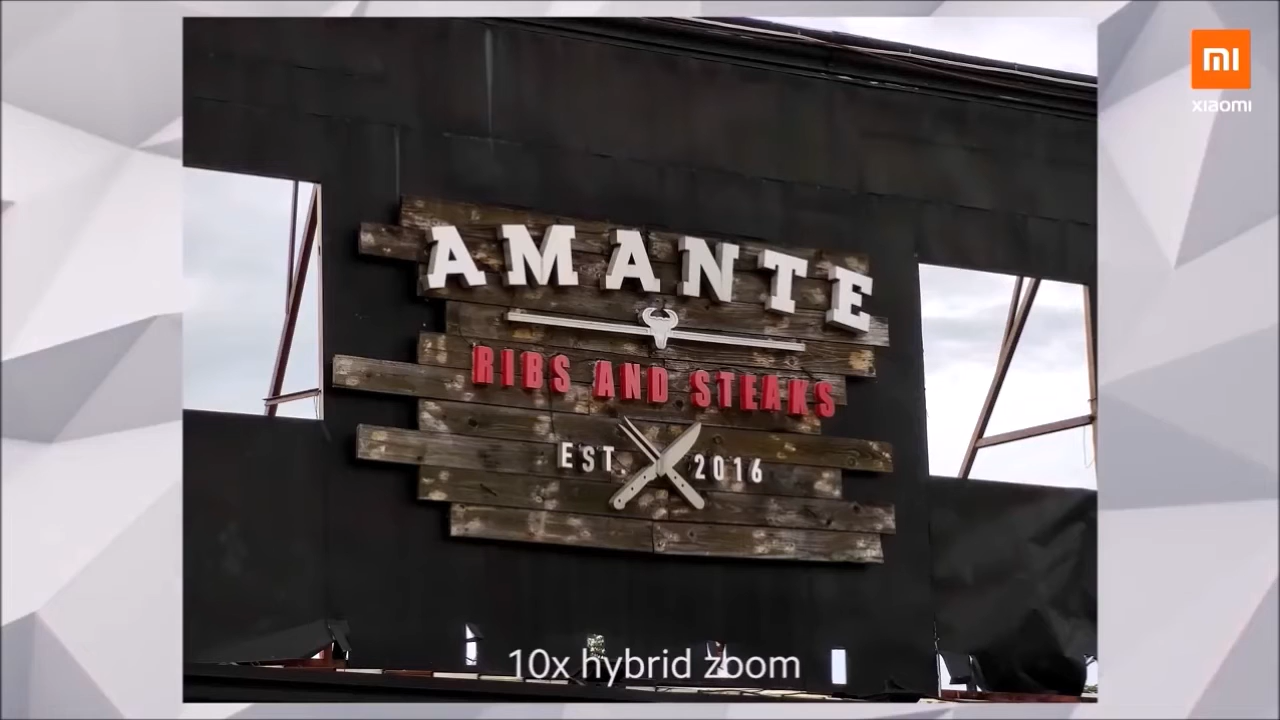 mi
xiaomi
AMANTE
RIBS AND STEAKS
EST. 2016
10x hybrid zoom